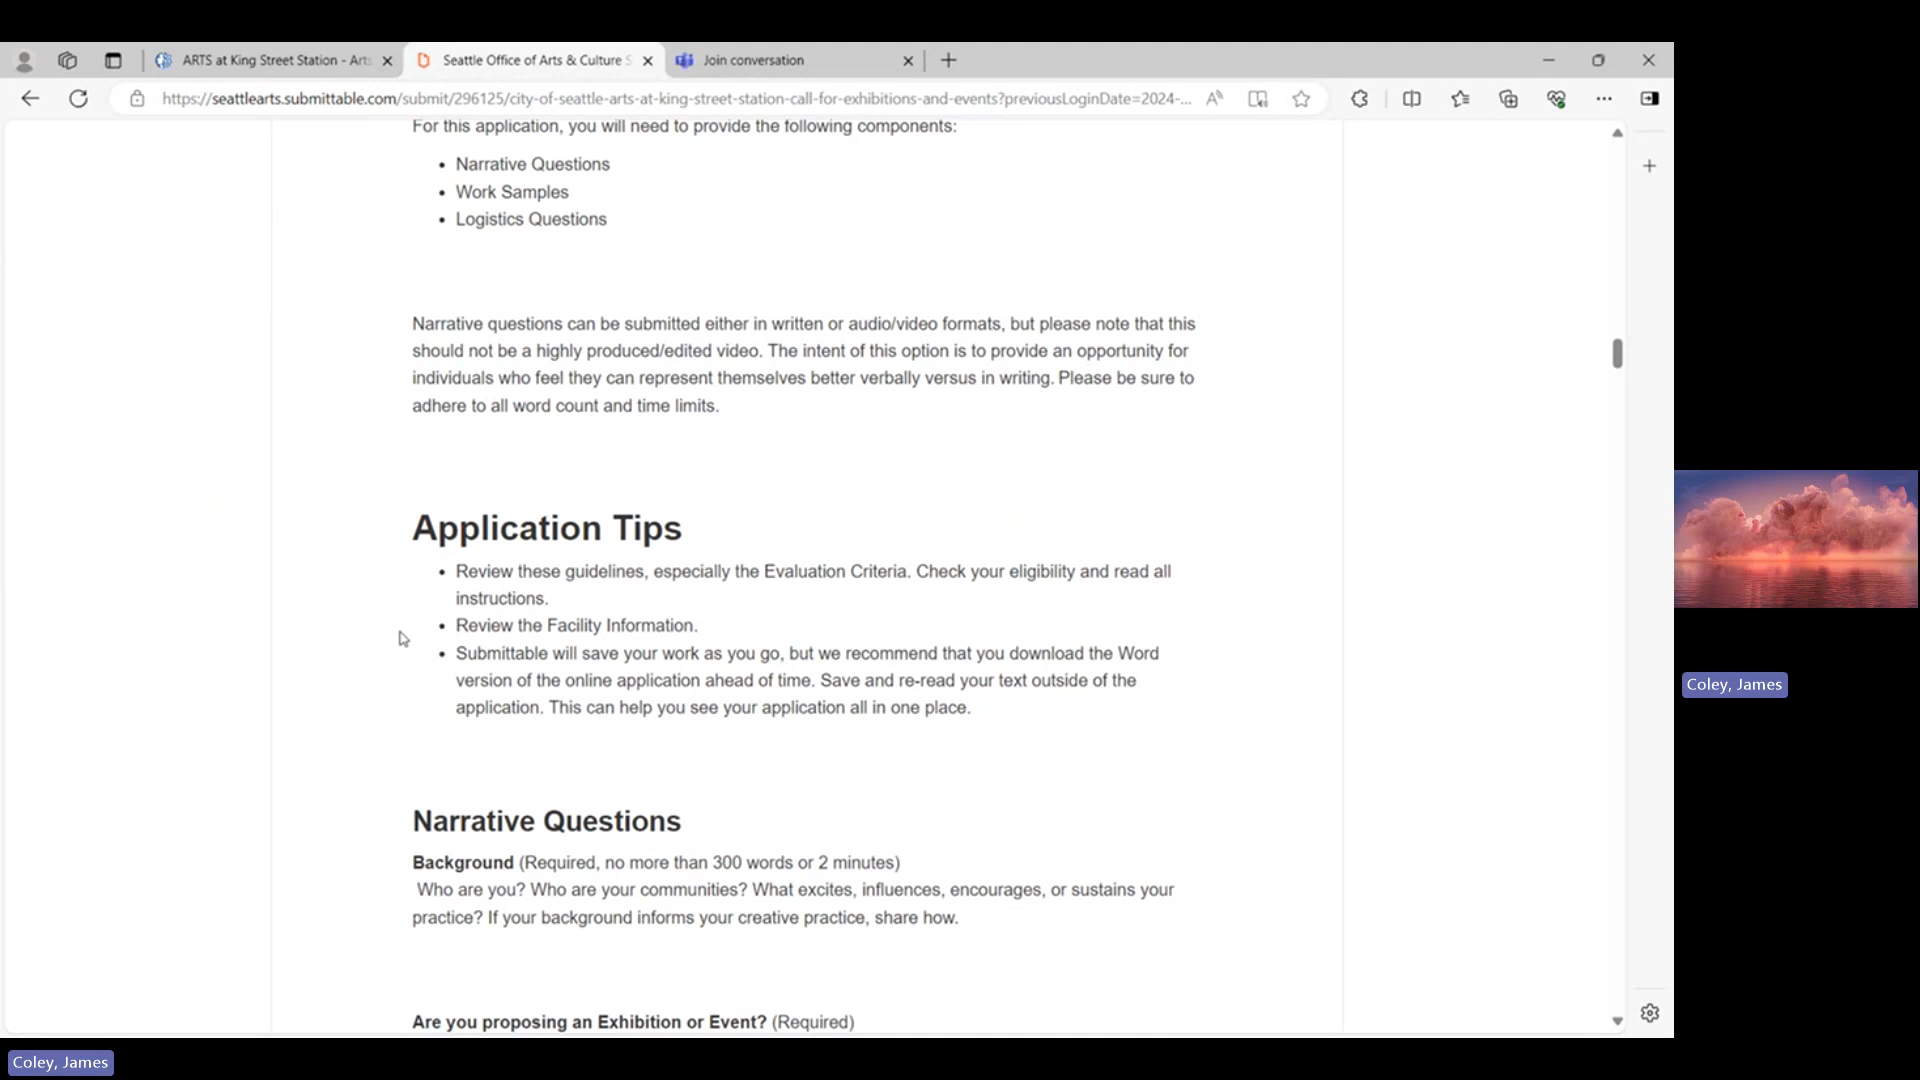 ARTS at King Street Station - Arts
Seattle Office of Arts & Culture S
Join conversation
https://seattlearts.submittable.com/submit/296125/city-of-seattle-arts-at-king-street-station-call-for-exhibitions-and-events?previousLoginDate=2024-...
For this application, you will need to provide the following components:
• Narrative Questions
• Work Samples
• Logistics Questions
Narrative questions can be submitted either in written or audio/video formats, but please note that this
should not be a highly produced/edited video. The intent of this option is to provide an opportunity for
individuals who feel they can represent themselves better verbally versus in writing. Please be sure to
adhere to all word count and time limits.
Application Tips
• Review these guidelines, especially the Evaluation Criteria. Check your eligibility and read all
instructions.
• Review the Facility Information.
• Submittable will save your work as you go, but we recommend that you download the Word
version of the online application ahead of time. Save and re-read your text outside of the
application. This can help you see your application all in one place.
Narrative Questions
Background (Required, no more than 300 words or 2 minutes)
Who are you? Who are your communities? What excites, influences, encourages, or sustains your
practice? If your background informs your creative practice, share how.
Are you proposing an Exhibition or Event? (Required)
Coley, James
Coley, James